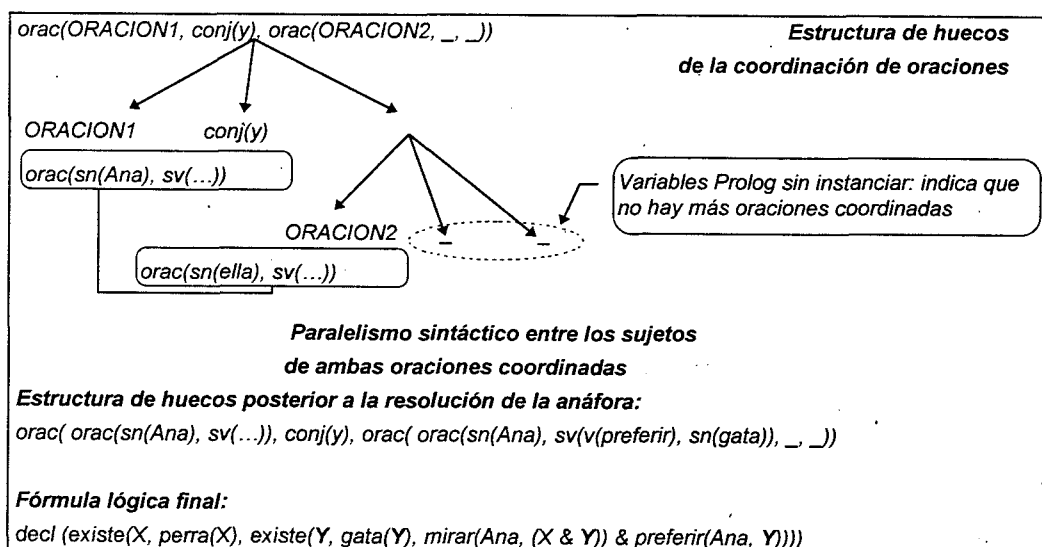 orac(ORACION1, conj(y), orac(ORACION2, _, _))
Estructura de huecos
de la coordinación de oraciones
ORACION1 conj(y)
orac(sn(Ana), sv(...))
Variables Prolog sin instanciar: indica que
no hay más oraciones coordinadas
ORACION2 _ _
orac(sn(ella), sv(...))
Paralelismo sintáctico entre los sujetos
de ambas oraciones coordinadas
Estructura de huecos posterior a la resolución de la anáfora:
orac( orac(sn(Ana), sv(...)), conj(y), orac( orac(sn(Ana), sv(v(preferir), sn(gata)), _, _))
Fórmula lógica final:
decl (existe(X, perra(X), existe(Y, gata(Y), mirar(Ana, (X & Y)) & preferir(Ana, Y))))